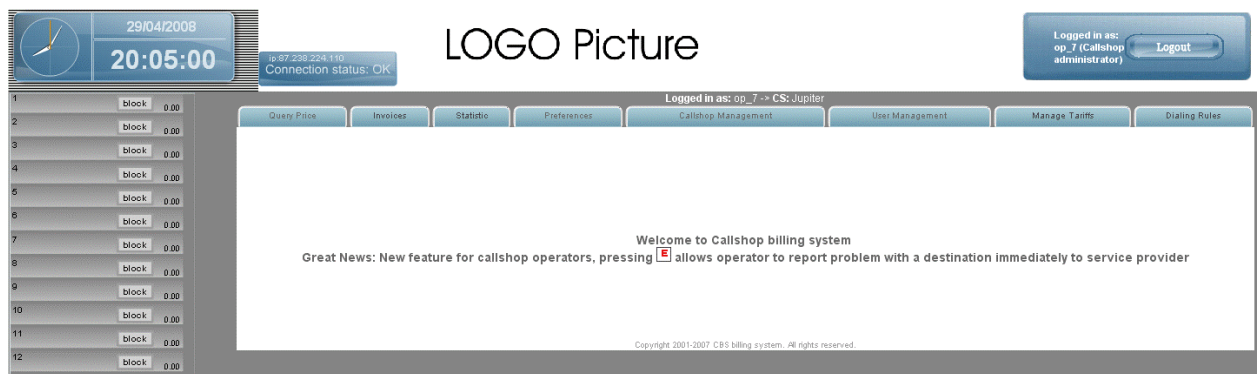 29/04/2008
20:05:00
ip:87.238.224.110
Connection status: OK
LOGO Picture
Logged in as:
op_7 (Callshop
administrator)
Logout
1 block 0.00
2 block 0.00
3 block 0.00
4 block 0.00
5 block 0.00
6 block 0.00
7 block 0.00
8 block 0.00
9 block 0.00
10 block 0.00
11 block 0.00
12 block 0.00
Logged in as: op_7 -> CS: Jupiter
Query Price Invoices Statistic Preferences Callshop Management User Management Manage Tariffs Dialing Rules
Welcome to Callshop billing system
Great News: New feature for callshop operators, pressing E allows operator to report problem with a destination immediately to service provider
Copyright 2001-2007 CBS billing system. All rights reserved.